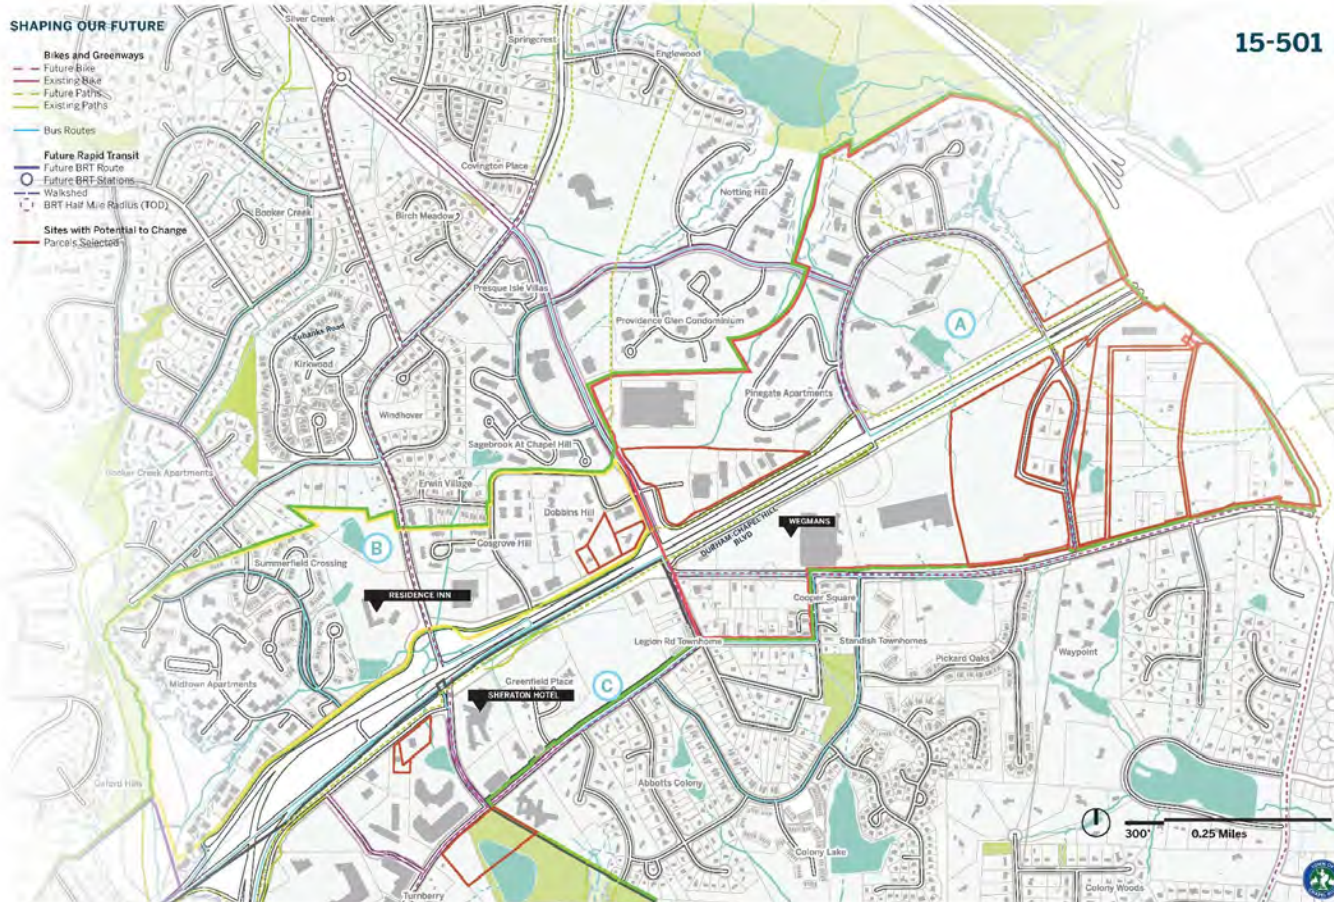 SHAPING OUR FUTURE
15-501
Bikes and Greenways
Future Bike
Existing Bike
Future Paths
Existing Paths
Bus Routes
Future Rapid Transit
Future BRT Route
Future BRT Stations
Walkshed
BRT Half Mile Radius (TOD)
Sites with Potential to Change
Parcels Selected
Silver Creek
Springcrest
Englewood
Covington Place
Notting Hill
Booker Creek
Birch Meadow
Presque Isle Villas
Providence Glen Condominium
A
Eubanks Road
Kirkwood
Windhover
Pinegate Apartments
Sagebrook At Chapel Hill
Booker Creek Apartments
Erwin Village
Dobbins Hill
DURHAM-CHAPEL HILL
BLVD
WEGMANS
B
Cosgrove Hill
Summerfield Crossing
RESIDENCE INN
Cooper Square
Legion Rd Townhome
Standish Townhomes
Pickard Oaks
Waypoint
Midtown Apartments
Greenfield Place
C
SHERATON HOTEL
Oxford Hills
Abbotts Colony
300'
0.25 Miles
Colony Lake
Turnberry
Colony Woods